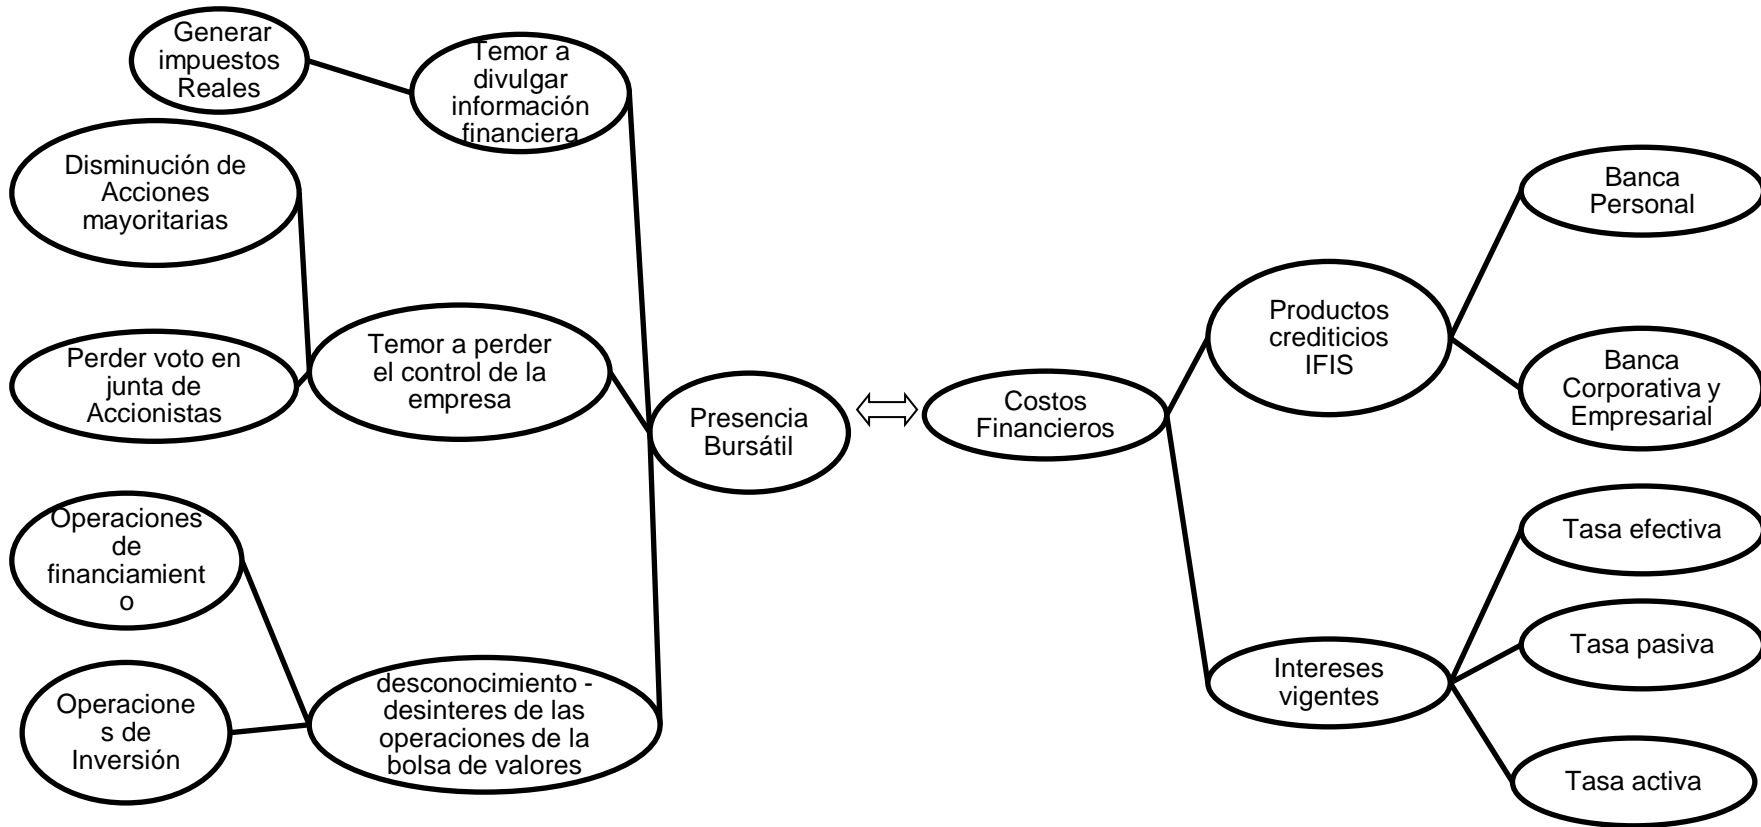 Generar
impuestos
Reales
Temor a
divulgar
información
financiera
Disminución de
Acciones
mayoritarias
Perder voto en
junta de
Accionistas
Temor a perder
el control de la
empresa
Operaciones
de
financiamient
o
Operacione
s de
Inversión
desconocimiento -
desinteres de las
operaciones de la
bolsa de valores
Presencia
Bursátil
Costos
Financieros
Productos
crediticios
IFIS
Banca
Personal
Banca
Corporativa y
Empresarial
Intereses
vigentes
Tasa efectiva
Tasa pasiva
Tasa activa